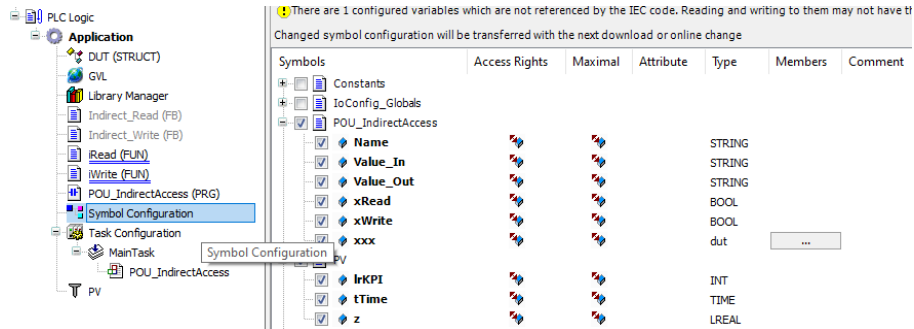 PLC Logic
Application
DUT (STRUCT)
GVL
Library Manager
Indirect_Read (FB)
Indirect_Write (FB)
iRead (FUN)
iWrite (FUN)
POU_IndirectAccess (PRG)
Symbol Configuration
Task Configuration
MainTask
Symbol Configuration
POU_IndirectAccess
PV
There are 1 configured variables which are not referenced by the IEC code. Reading and writing to them may not have th
Changed symbol configuration will be transferred with the next download or online change
Symbols Access Rights Maximal Attribute Type Members Comment
Constants
IoConfig_Globals
POU_IndirectAccess
Name STRING
Value_In STRING
Value_Out STRING
xRead BOOL
xWrite BOOL
xxx dut ...
PV
lrKPI INT
tTime TIME
z LREAL